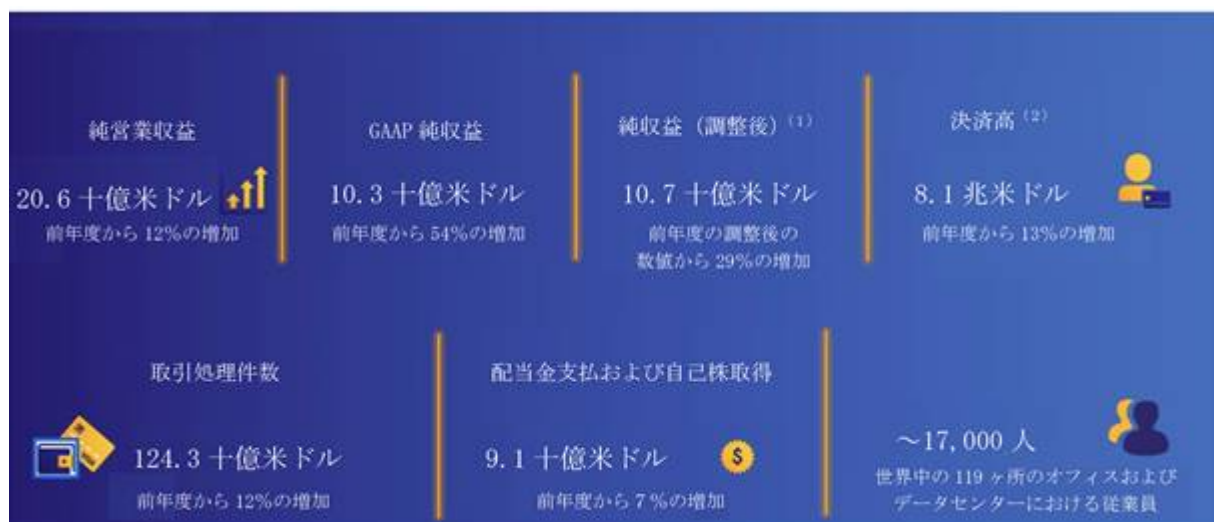 純営業収益
20.6 十億米ドル
前年度から 12%の増加
GAAP 純収益
10.3 十億米ドル
前年度から 54%の増加
純収益（調整後）(1)
10.7 十億米ドル
前年度の調整後の
数値から 29%の増加
決済高 (2)
8.1 兆米ドル
前年度から 13%の増加
取引処理件数
124.3 十億米ドル
前年度から 12%の増加
配当金支払および自己株取得
9.1 十億米ドル
$
前年度から 7％の増加
～17,000 人
世界中の 119 ヶ所のオフィスおよび
データセンターにおける従業員